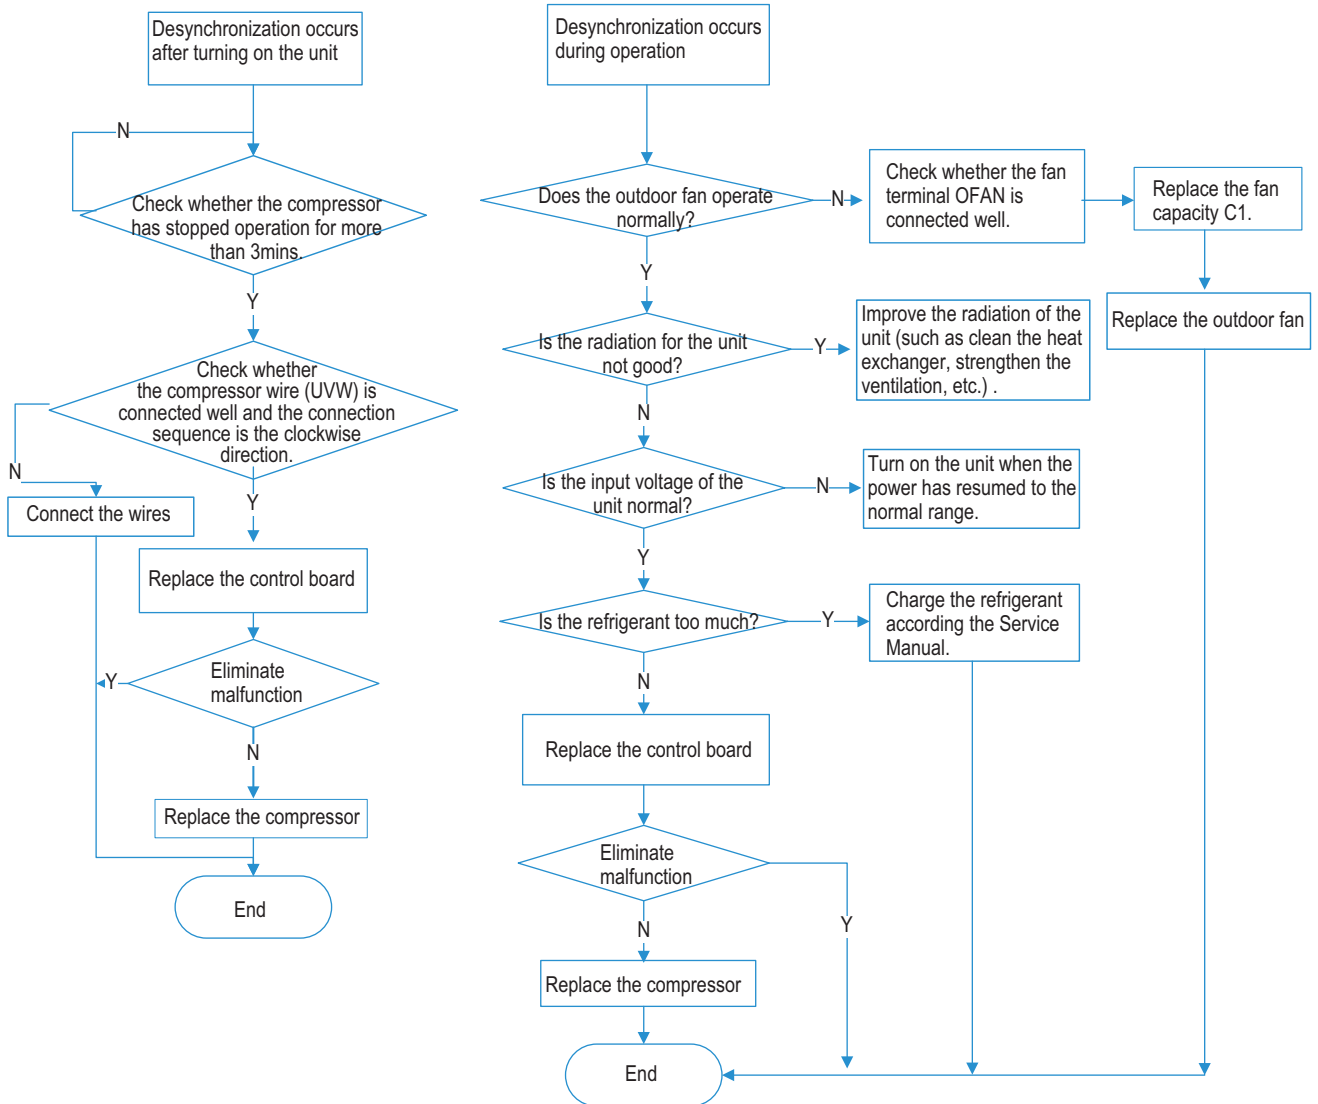 Desynchronization occurs
after turning on the unit
N
Check whether the compressor
has stopped operation for more
than 3mins.
Y
Check whether
the compressor wire (UVW) is
connected well and the connection
sequence is the clockwise
direction.
N
Connect the wires
Y
Replace the control board
Eliminate
malfunction
Y
N
Replace the compressor
End
Desynchronization occurs
during operation
Does the outdoor fan operate
normally?
N
Check whether the fan
terminal OFAN is
connected well.
Replace the fan
capacity C1.
Replace the outdoor fan
Y
Is the radiation for the unit
not good?
Y
Improve the radiation of the
unit (such as clean the heat
exchanger, strengthen the
ventilation, etc.) .
N
Is the input voltage of the
unit normal?
N
Turn on the unit when the
power has resumed to the
normal range.
Y
Is the refrigerant too much?
Y
Charge the refrigerant
according the Service
Manual.
N
Replace the control board
Eliminate
malfunction
Y
N
Replace the compressor
End